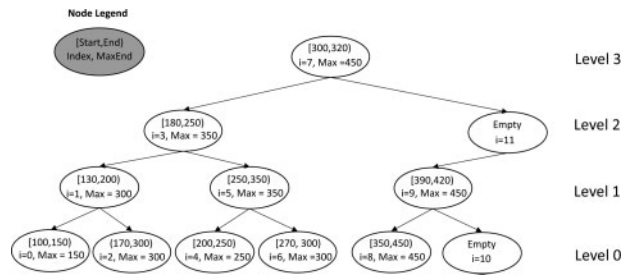 Node Legend
[Start,End)
Index, MaxEnd
[300,320)
i=7, Max =450
Level 3
[180,250)
i=3, Max = 350
Empty
i=11
Level 2
[130,200)
i=1, Max = 300
[250,350)
i=5, Max = 350
[390,420)
i=9, Max = 450
Level 1
[100,150)
i=0, Max = 150
(170,300)
i=2, Max = 300
[200,250)
i=4, Max = 250
[270, 300)
i=6, Max =300
[350,450)
i=8, Max = 450
Empty
i=10
Level 0